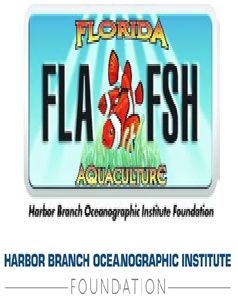 FLORIDA
FLA FSH
AQUACULTURE
Harbor Branch Oceanographic Institute Foundation
HARBOR BRANCH OCEANOGRAPHIC INSTITUTE
FOUNDATION